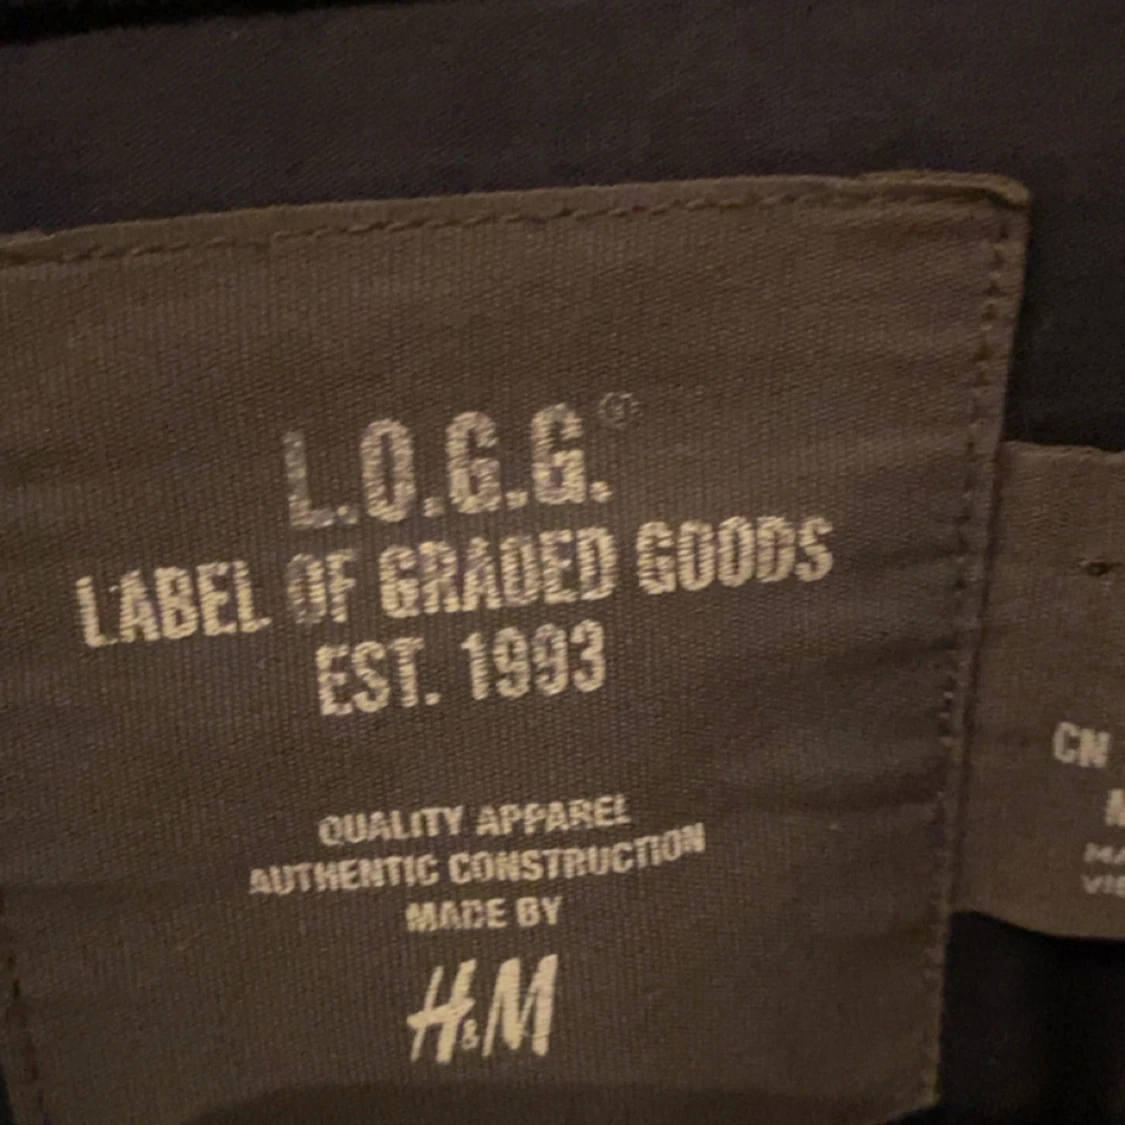 L.O.G.G.®
LABEL OF GRADED GOODS
EST. 1993
QUALITY APPAREL
AUTHENTIC CONSTRUCTION
MADE BY
H&M
CN